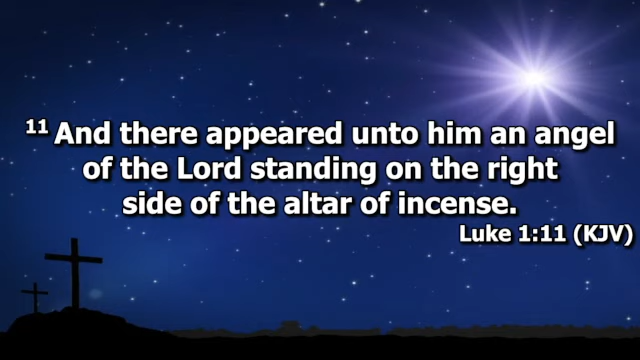 11 And there appeared unto him an angel
of the Lord standing on the right
side of the altar of incense.
Luke 1:11 (KJV)